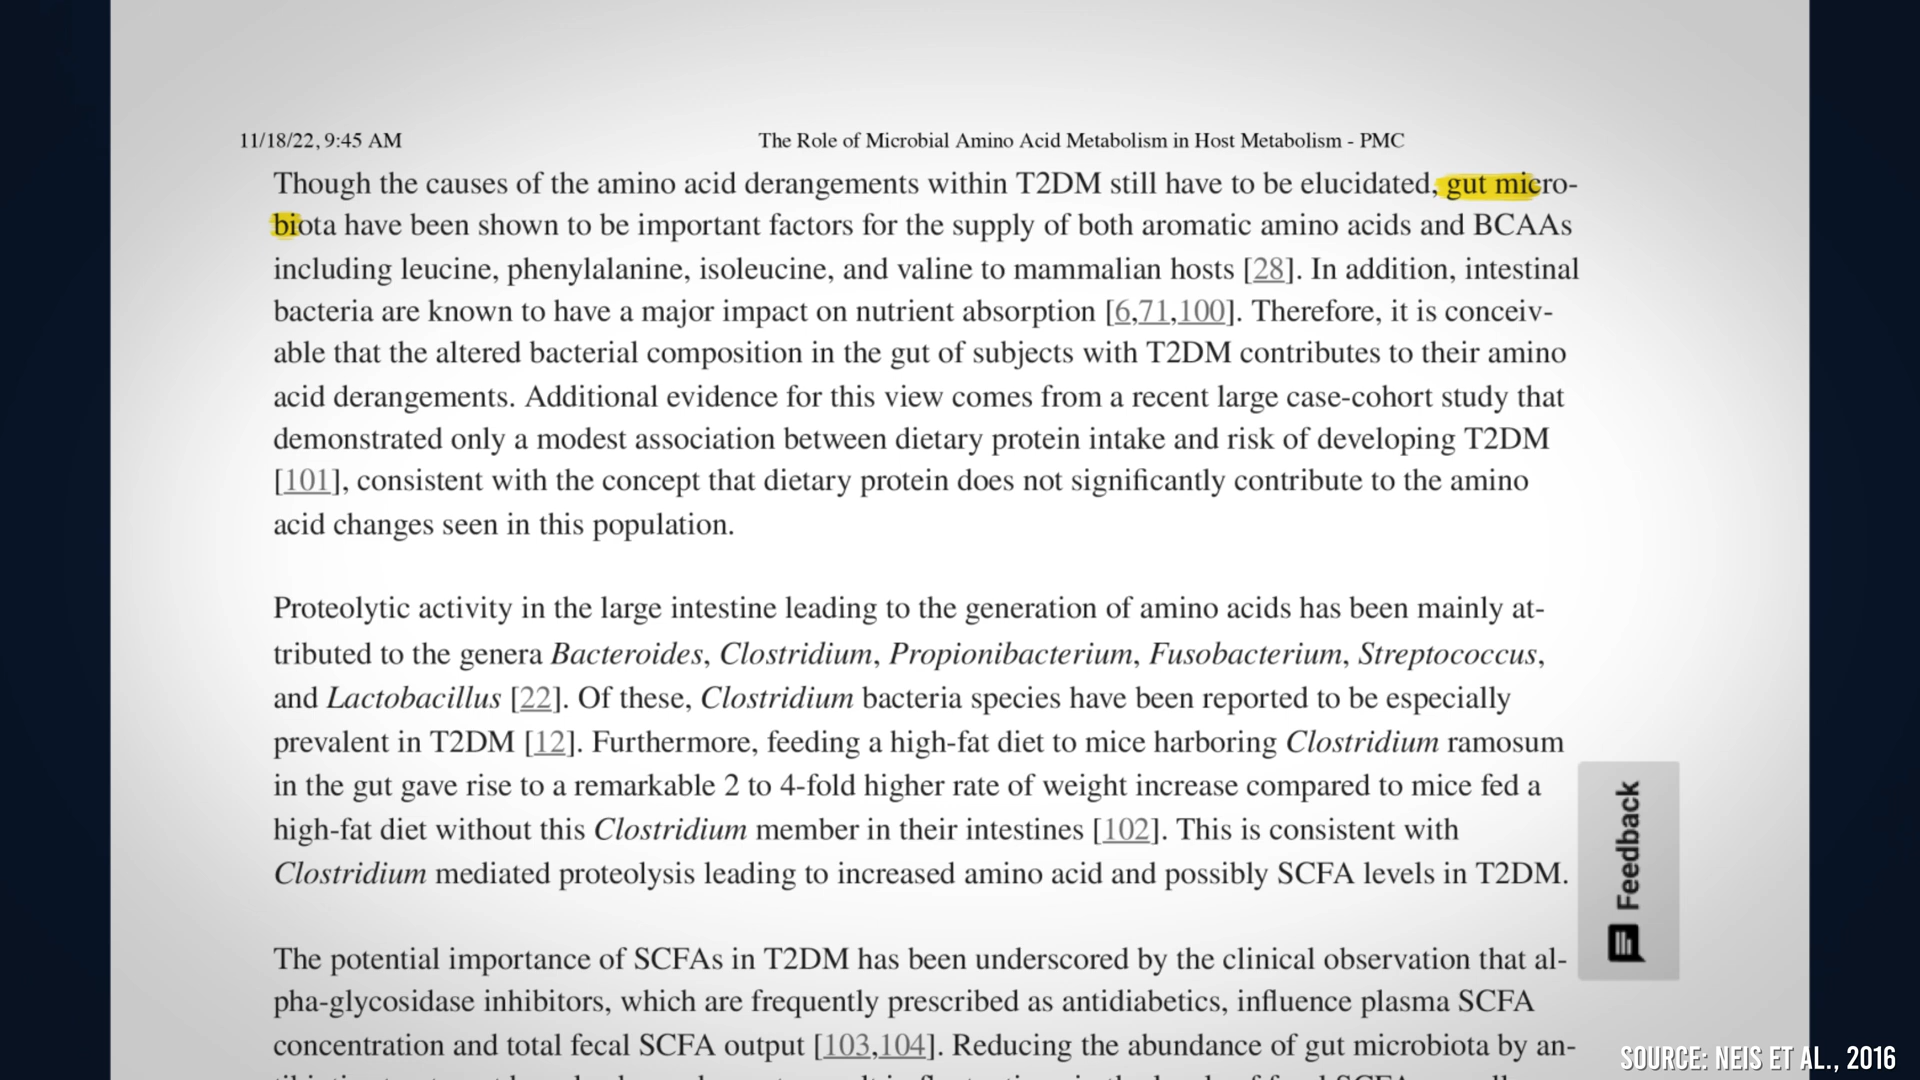 11/18/22, 9:45 AM
The Role of Microbial Amino Acid Metabolism in Host Metabolism - PMC
Though the causes of the amino acid derangements within T2DM still have to be elucidated, gut micro-
biota have been shown to be important factors for the supply of both aromatic amino acids and BCAAs
including leucine, phenylalanine, isoleucine, and valine to mammalian hosts [28]. In addition, intestinal
bacteria are known to have a major impact on nutrient absorption [6,71,100]. Therefore, it is conceiv-
able that the altered bacterial composition in the gut of subjects with T2DM contributes to their amino
acid derangements. Additional evidence for this view comes from a recent large case-cohort study that
demonstrated only a modest association between dietary protein intake and risk of developing T2DM
[101], consistent with the concept that dietary protein does not significantly contribute to the amino
acid changes seen in this population.
Proteolytic activity in the large intestine leading to the generation of amino acids has been mainly at-
tributed to the genera Bacteroides, Clostridium, Propionibacterium, Fusobacterium, Streptococcus,
and Lactobacillus [22]. Of these, Clostridium bacteria species have been reported to be especially
prevalent in T2DM [12]. Furthermore, feeding a high-fat diet to mice harboring Clostridium ramosum
in the gut gave rise to a remarkable 2 to 4-fold higher rate of weight increase compared to mice fed a
high-fat diet without this Clostridium member in their intestines [102]. This is consistent with
Clostridium mediated proteolysis leading to increased amino acid and possibly SCFA levels in T2DM.
The potential importance of SCFAs in T2DM has been underscored by the clinical observation that al-
pha-glycosidase inhibitors, which are frequently prescribed as antidiabetics, influence plasma SCFA
concentration and total fecal SCFA output [103,104]. Reducing the abundance of gut microbiota by an-
Feedback
SOURCE: NEIS ET AL., 2016